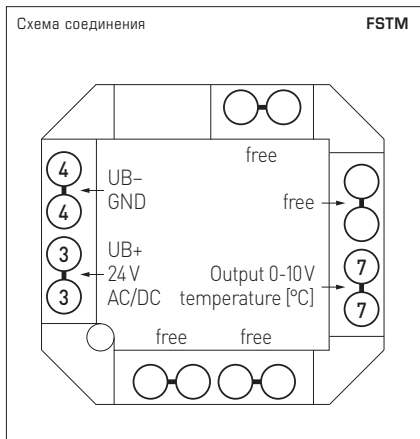 Схема соединения FSTM
free
4 UB–
4 GND
free
3 UB+
24 V
3 AC/DC
Output 0-10 V 7
temperature [°C] 7
free free